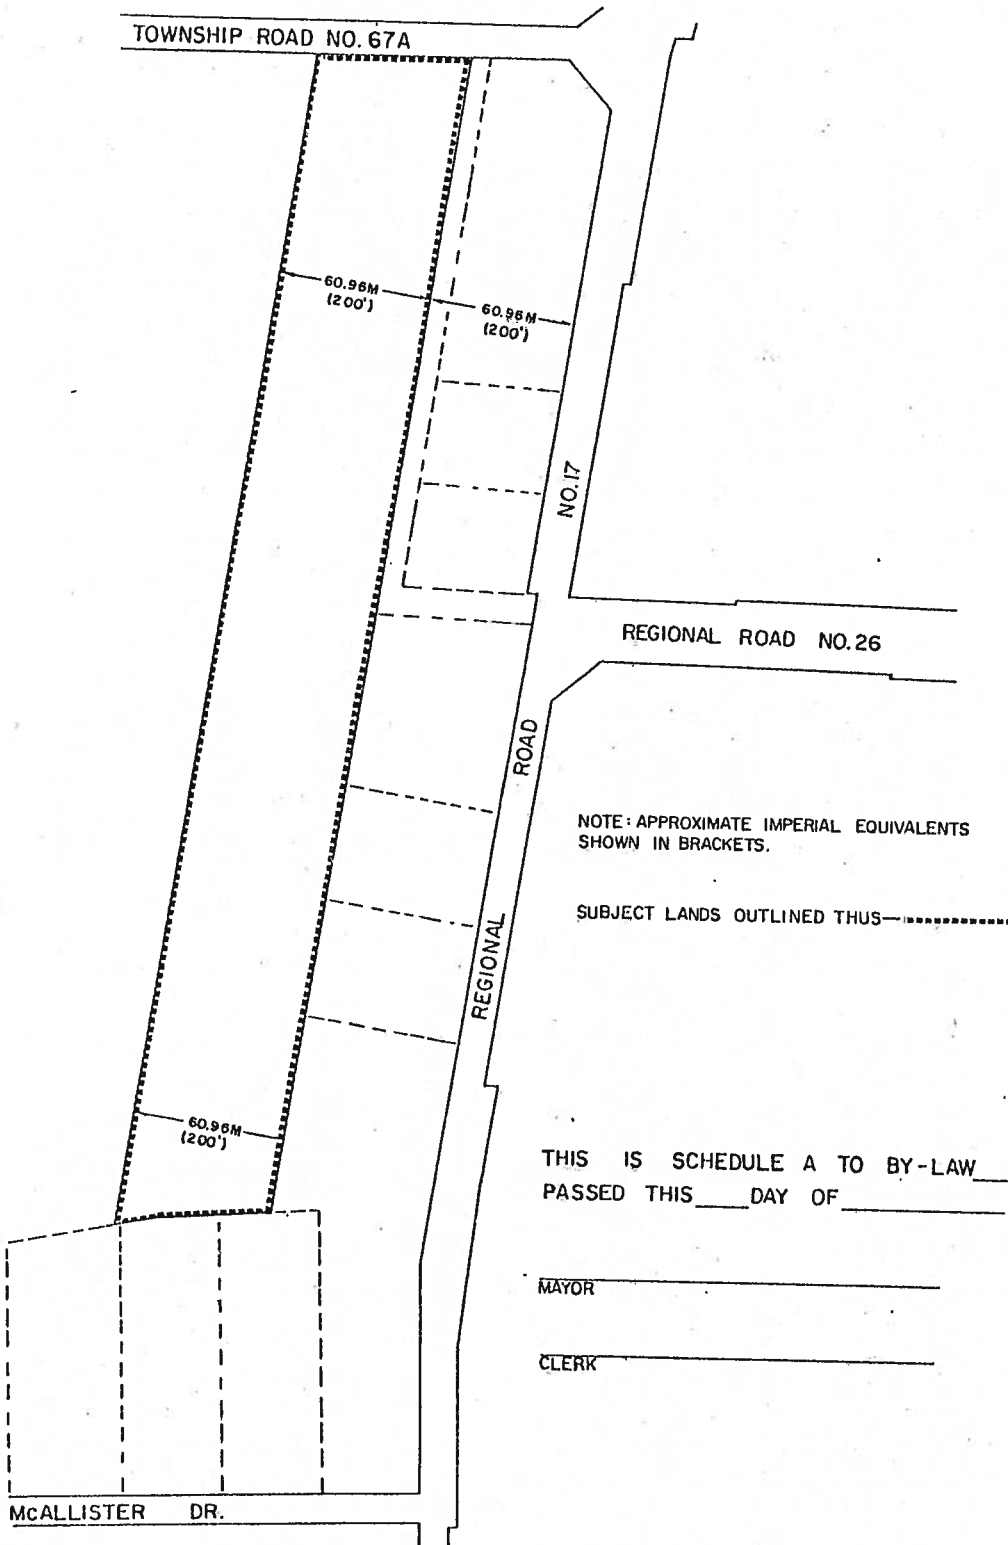 TOWNSHIP ROAD NO. 67A
60.96M
(200')
60.96M
(200')
NO. 17
REGIONAL ROAD NO. 26
ROAD
NOTE: APPROXIMATE IMPERIAL EQUIVALENTS
SHOWN IN BRACKETS.
SUBJECT LANDS OUTLINED THUS
REGIONAL
60.96M
(200')
THIS IS SCHEDULE A TO BY-LAW
PASSED THIS ____ DAY OF ____
MAYOR
CLERK
McALLISTER DR.